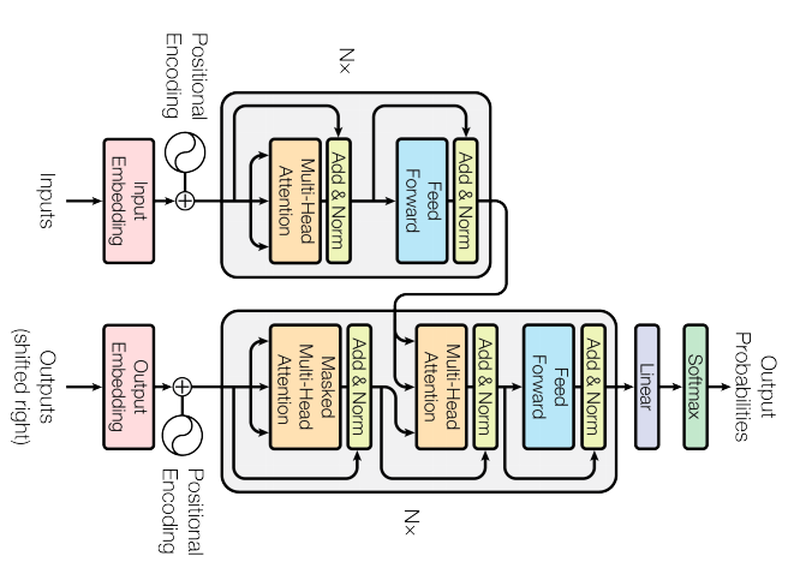 Inputs
Input
Embedding
Positional
Encoding
Nx
Multi-Head
Attention
Add & Norm
Feed
Forward
Add & Norm
Outputs
(shifted right)
Output
Embedding
Positional
Encoding
Nx
Masked
Multi-Head
Attention
Add & Norm
Multi-Head
Attention
Add & Norm
Feed
Forward
Add & Norm
Linear
Softmax
Output
Probabilities